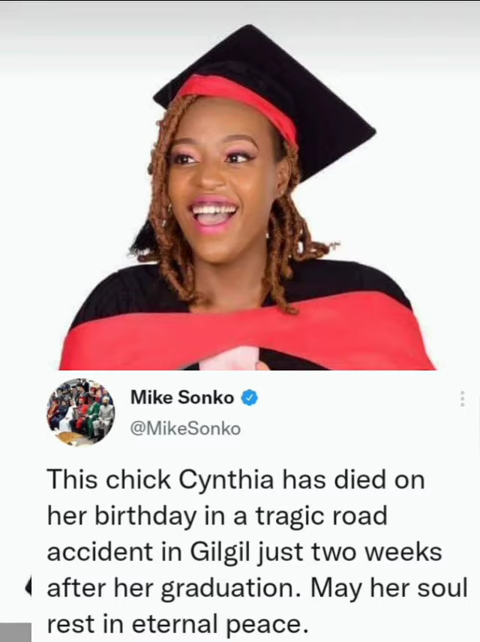 Mike Sonko
@MikeSonko
This chick Cynthia has died on
her birthday in a tragic road
accident in Gilgil just two weeks
after her graduation. May her soul
rest in eternal peace.